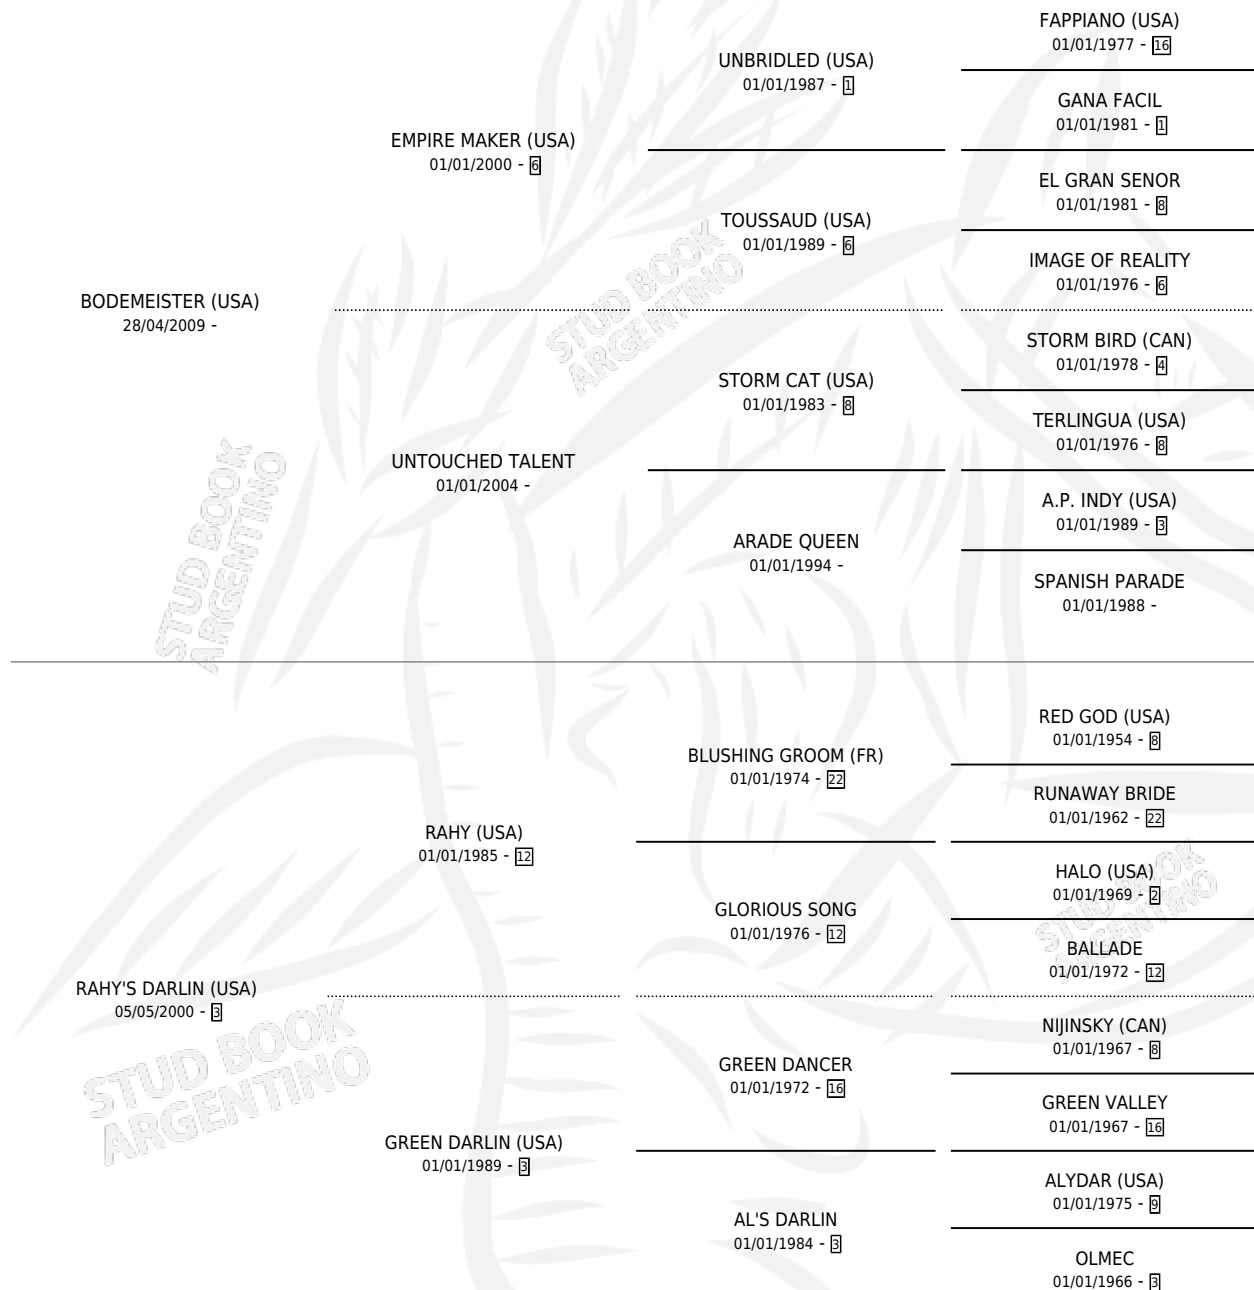 FAPPIANO (USA)
01/01/1977 - 16
UNBRIDLED (USA)
01/01/1987 - 1
GANA FACIL
01/01/1981 - 1
EMPIRE MAKER (USA)
01/01/2000 - 6
EL GRAN SENOR
01/01/1981 - 8
TOUSSAUD (USA)
01/01/1989 - 6
IMAGE OF REALITY
01/01/1976 - 6
BODEMEISTER (USA)
28/04/2009 -
STORM BIRD (CAN)
01/01/1978 - 4
STORM CAT (USA)
01/01/1983 - 8
TERLINGUA (USA)
01/01/1976 - 8
UNTOUCHED TALENT
01/01/2004 -
A.P. INDY (USA)
01/01/1989 - 3
ARADE QUEEN
01/01/1994 -
SPANISH PARADE
01/01/1988 -
RED GOD (USA)
01/01/1954 - 8
BLUSHING GROOM (FR)
01/01/1974 - 22
RUNAWAY BRIDE
01/01/1962 - 22
RAHY (USA)
01/01/1985 - 12
HALO (USA)
01/01/1969 - 2
GLORIOUS SONG
01/01/1976 - 12
BALLADE
01/01/1972 - 12
RAHY'S DARLIN (USA)
05/05/2000 - 3
NIJINSKY (CAN)
01/01/1967 - 8
GREEN DANCER
01/01/1972 - 16
GREEN VALLEY
01/01/1967 - 16
GREEN DARLIN (USA)
01/01/1989 - 3
ALYDAR (USA)
01/01/1975 - 9
AL'S DARLIN
01/01/1984 - 3
OLMEC
01/01/1966 - 3
STUD BOOK
ARGENTINO
STUD BOOK
ARGENTINO
STUD BOOK
ARGENTINO
STUD BOOK
ARGENTINO